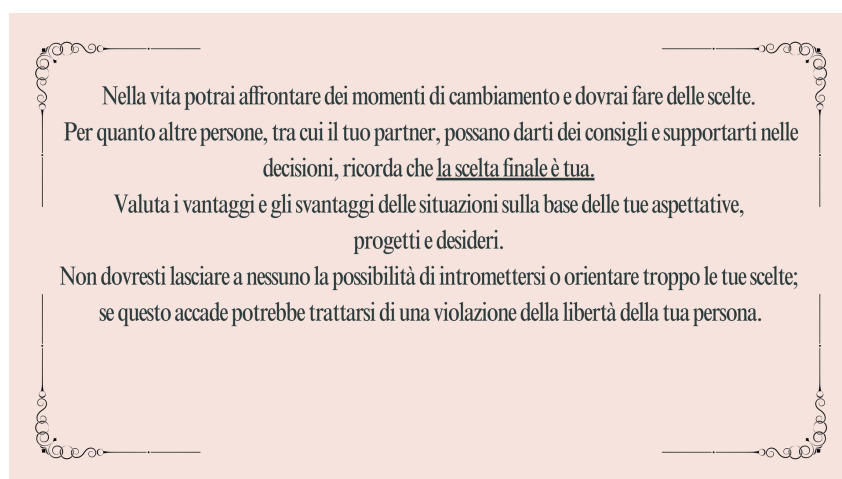 Nella vita potrai affrontare dei momenti di cambiamento e dovrai fare delle scelte.
Per quanto altre persone, tra cui il tuo partner, possano darti dei consigli e supportarti nelle
decisioni, ricorda che la scelta finale è tua.
Valuta i vantaggi e gli svantaggi delle situazioni sulla base delle tue aspettative,
progetti e desideri.
Non dovresti lasciare a nessuno la possibilità di intromettersi o orientare troppo le tue scelte;
se questo accade potrebbe trattarsi di una violazione della libertà della tua persona.